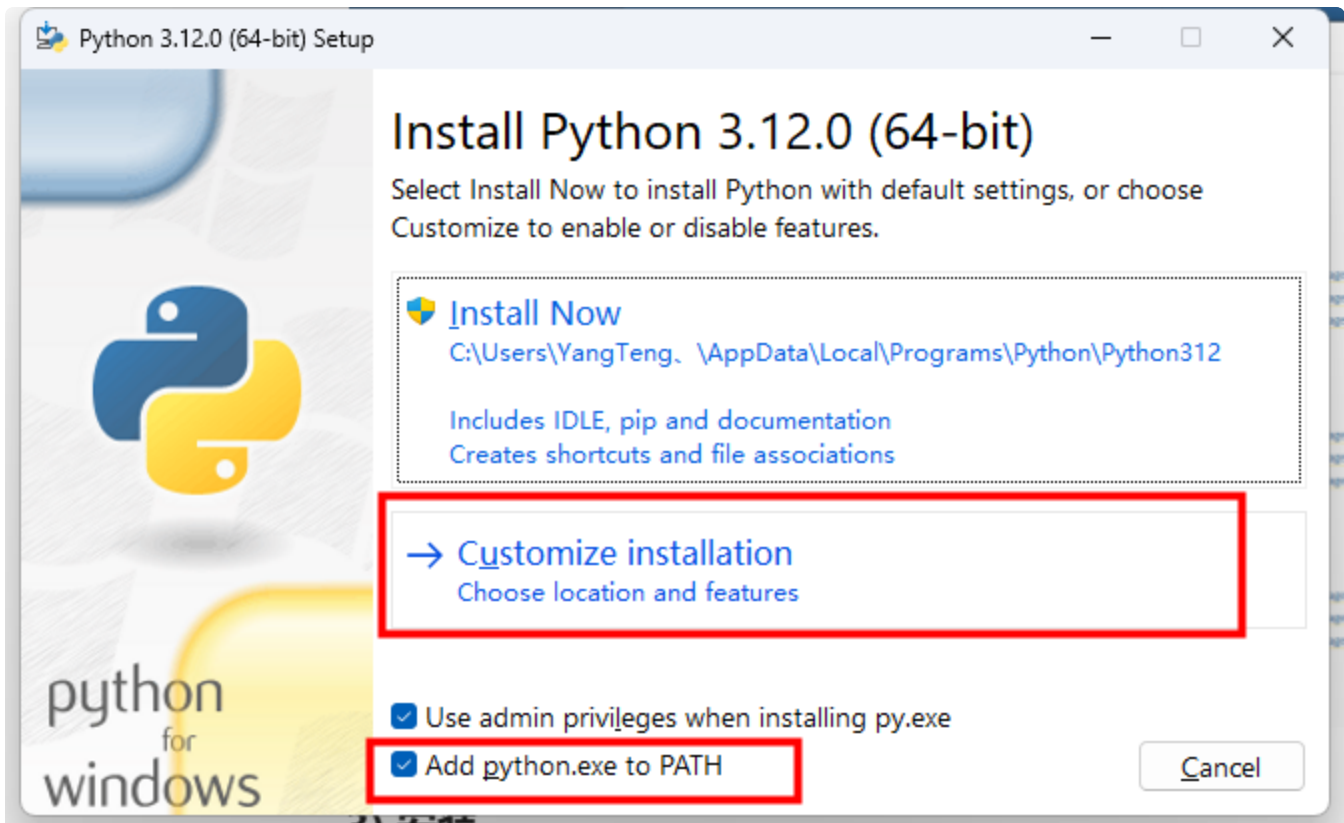 Python 3.12.0 (64-bit) Setup
Install Python 3.12.0 (64-bit)
Select Install Now to install Python with default settings, or choose
Customize to enable or disable features.
Install Now
C:\Users\YangTeng、\AppData\Local\Programs\Python\Python312
Includes IDLE, pip and documentation
Creates shortcuts and file associations
Customize installation
Choose location and features
Use admin privileges when installing py.exe
Add python.exe to PATH
Cancel
python
for
windows